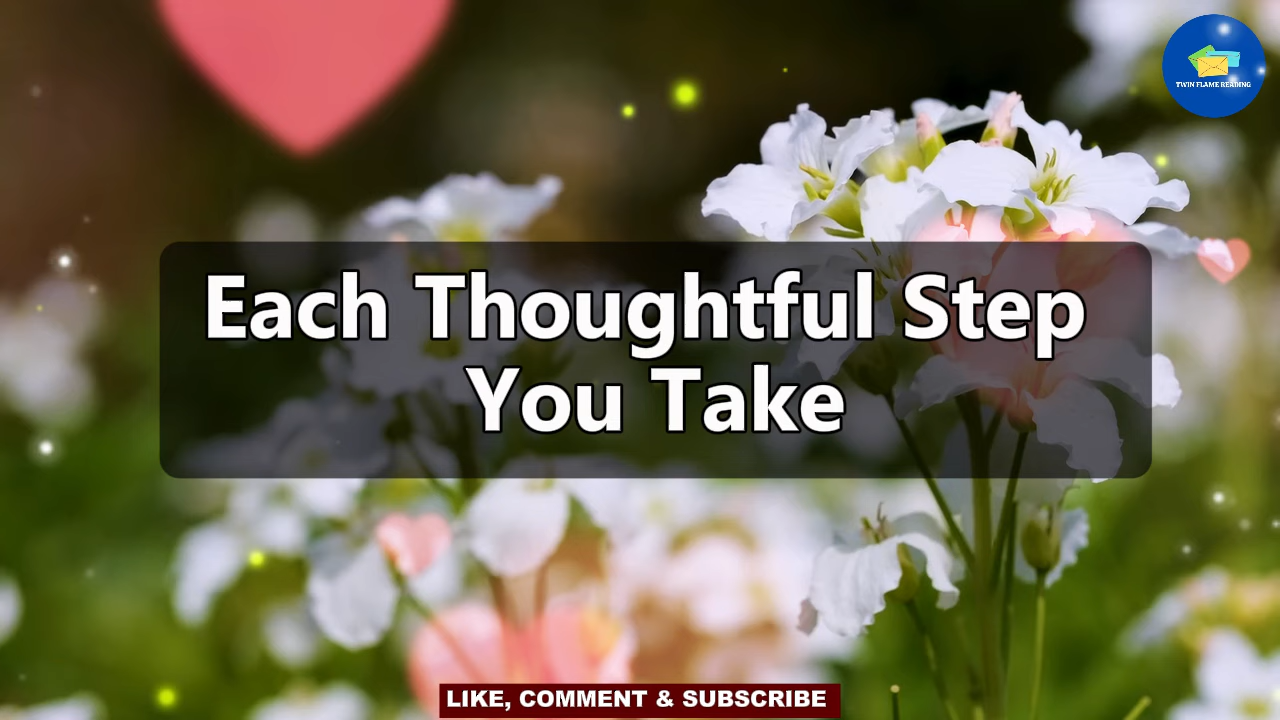 TWIN FLAME READING
Each Thoughtful Step
You Take
LIKE, COMMENT & SUBSCRIBE